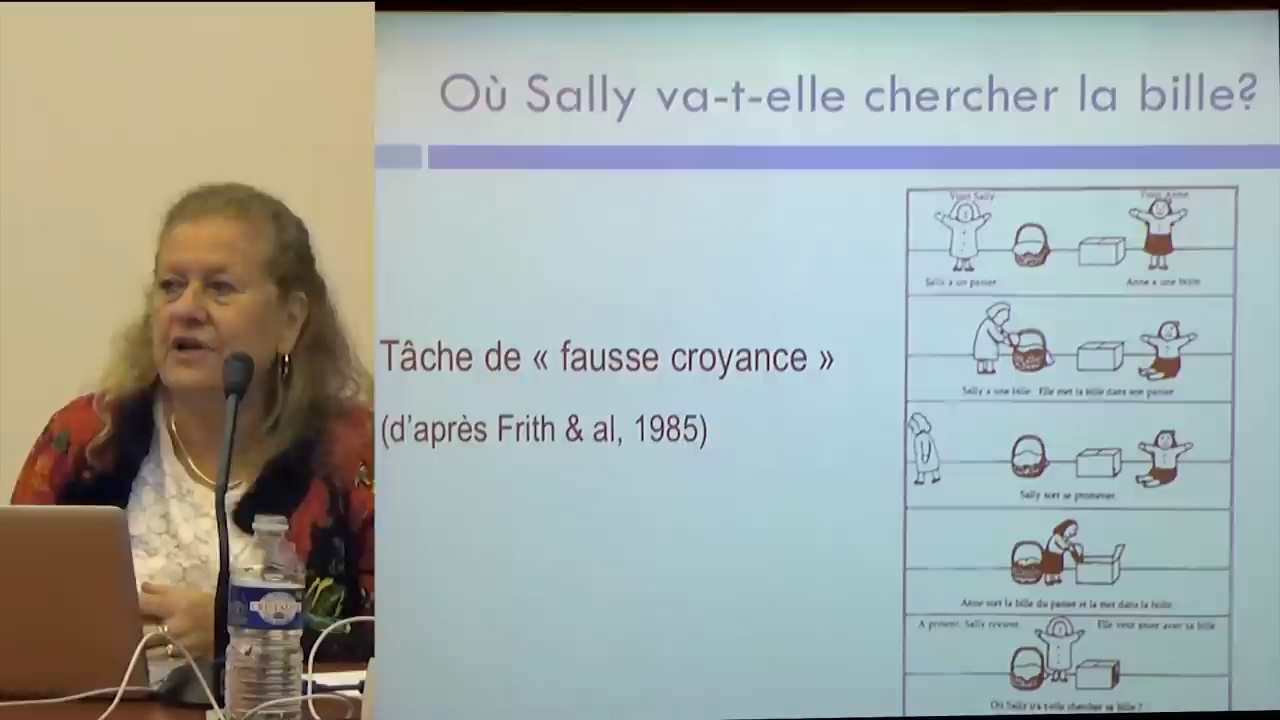 Où Sally va-t-elle chercher la bille?
Tâche de « fausse croyance »
(d'après Frith & al, 1985)
Voici Sally
Voici Anne
Sally a un panier
Anne a une boîte
Sally a une bille. Elle met la bille dans son panier
Sally sort se promener.
Anne sort la bille du panier et la met dans la boîte
A présent, Sally revient.
Elle veut jouer avec sa bille
Où Sally va-t-elle chercher sa bille ?